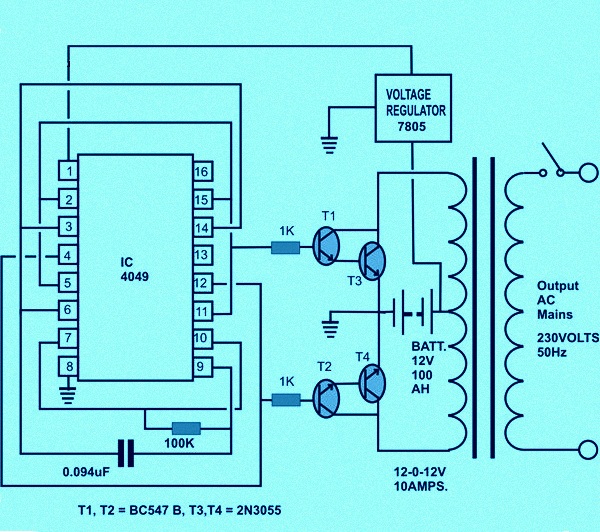 VOLTAGE
REGULATOR
7805
1 16
2 15
3 14
4 13
5 12
6 11
7 10
8 9
IC
4049
1K
T1
T3
1K
T2
T4
BATT.
12V
100
AH
Output
AC
Mains
230VOLTS
50Hz
100K
0.094uF
12-0-12V
10AMPS.
T1, T2 = BC547 B, T3,T4 = 2N3055